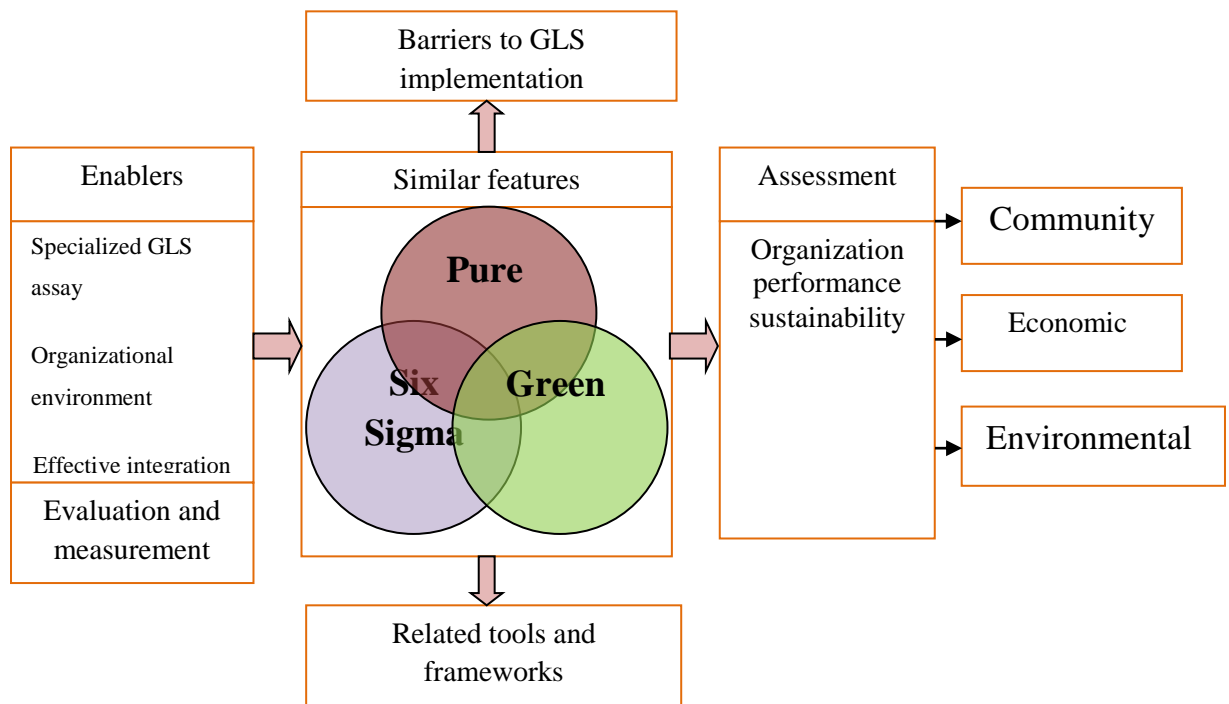 Barriers to GLS
implementation
Enablers
Specialized GLS
assay
Organizational
environment
Effective integration
Evaluation and
measurement
Similar features
Pure
Six
Sigma
Green
Related tools and
frameworks
Assessment
Organization
performance
sustainability
Community
Economic
Environmental